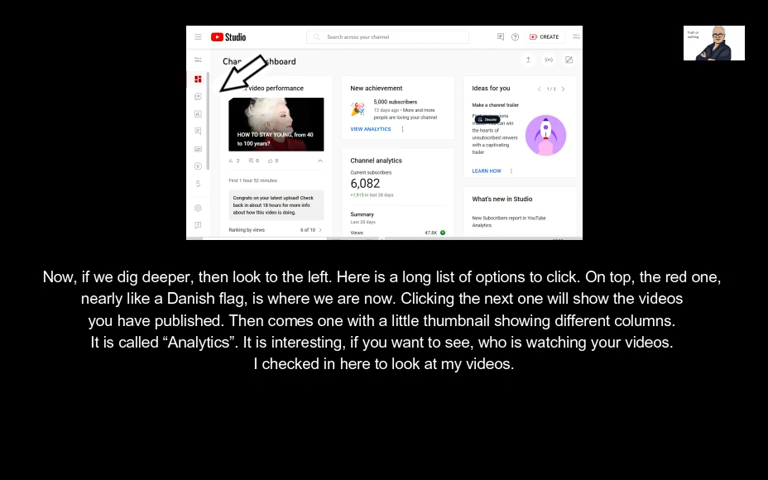 Studio
Search across your channel
CREATE
video performance
HOW TO STAY YOUNG, from 40
to 100 years?
2 0 0
First 1 hour 52 minutes
Congrats on your latest upload! Check
back in about 18 hours for more info
about how this video is doing.
Ranking by views 6 of 10
New achievement
5,000 subscribers
13 days ago - More and more
people are loving your channel
VIEW ANALYTICS
Channel analytics
Current subscribers
6,082
in last 28 days
Summary
Last 28 days
Views 47.8K
Ideas for you
1 / 3
Make a channel trailer
the hearts of
unsubscribed viewers
with a captivating
trailer
LEARN HOW
What's new in Studio
New Subscribers report in YouTube
Analytics
Now, if we dig deeper, then look to the left. Here is a long list of options to click. On top, the red one,
nearly like a Danish flag, is where we are now. Clicking the next one will show the videos
you have published. Then comes one with a little thumbnail showing different columns.
It is called “Analytics”. It is interesting, if you want to see, who is watching your videos.
I checked in here to look at my videos.